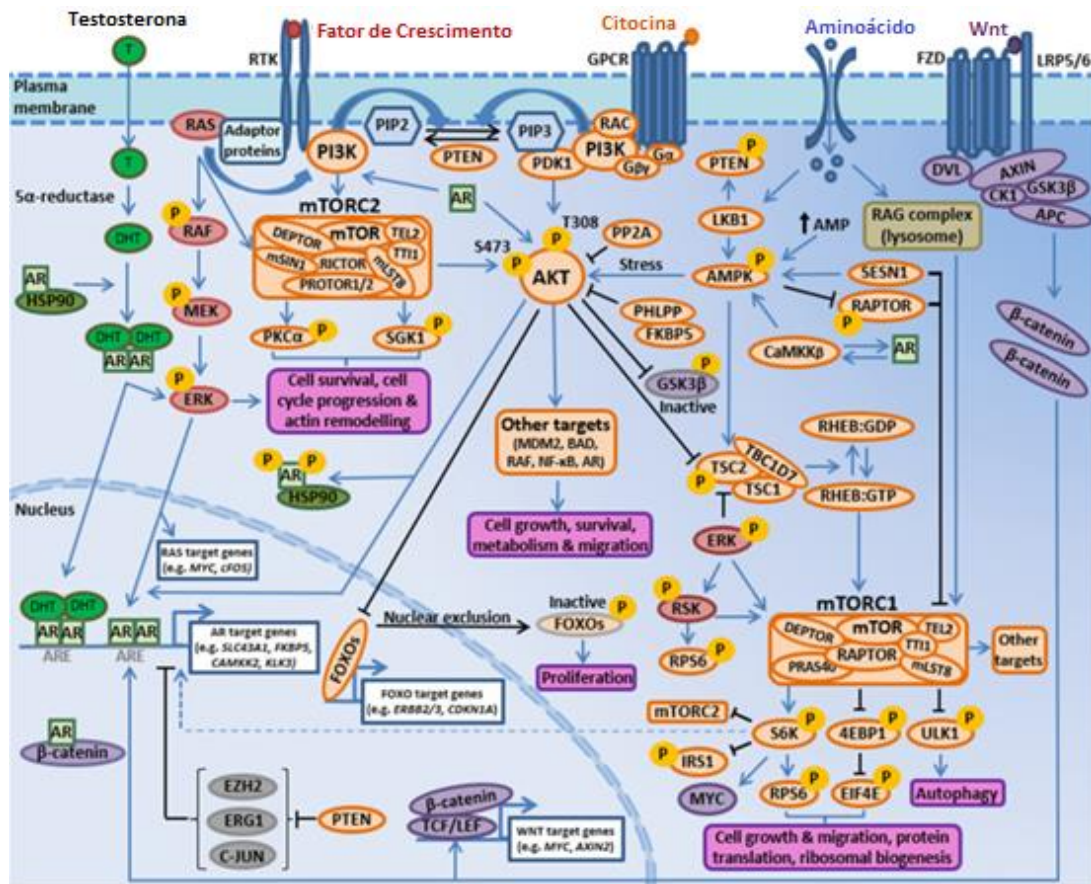 Testosterona
Fator de Crescimento
Citocina
Aminoácido
Wnt
T
RTK
GPCR
FZD
LRP5/6
Plasma
membrane
RAS
Adaptor
proteins
PI3K
PIP2
PTEN
PIP3
PDK1
RAC
PI3K
Gβγ
Gα
PTEN
P
DVL
AXIN
CK1
GSK3β
APC
T
5α-reductase
DHT
P
RAF
AR
HSP90
P
MEK
DHT
DHT
AR
AR
P
ERK
mTORC2
DEPTOR
mTOR
TEL2
mSIN1
RICTOR
mLST8
TTI1
PROTOR1/2
PKCα
P
SGK1
P
Cell survival, cell
cycle progression &
actin remodelling
AR
T308
S473
P
P
AKT
PP2A
Stress
PHLPP
FKBP5
LKB1
AMP
AMPK
P
RAG complex
(lysosome)
SESN1
RAPTOR
P
CaMKKβ
AR
β-catenin
β-catenin
P
GSK3β
Inactive
Other targets
(MDM2, BAD,
RAF, NF-κB, AR)
Cell growth, survival,
metabolism & migration
P
P
AR
HSP90
TSC2
TBC1D7
P
TSC1
RHEB:GDP
RHEB:GTP
ERK
P
P
RSK
RPS6
P
Nucleus
RAS target genes
(e.g. MYC, cFOS)
DHT
DHT
AR
AR
AR
AR
ARE
ARE
AR target genes
(e.g. SLC43A1, FKBP5,
CAMKK2, KLK3)
Nuclear exclusion
Inactive
FOXOs
P
Proliferation
FOXOs
FOXO target genes
(e.g. ERBB2/3, CDKN1A)
mTORC1
DEPTOR
mTOR
TEL2
PRAS40
RAPTOR
TTI1
mLST8
Other
targets
mTORC2
S6K
P
4EBP1
P
ULK1
P
P
IRS1
MYC
RPS6
P
EIF4E
P
Autophagy
Cell growth & migration, protein
translation, ribosomal biogenesis
AR
β-catenin
EZH2
ERG1
C-JUN
PTEN
β-catenin
TCF/LEF
WNT target genes
(e.g. MYC, AXIN2)